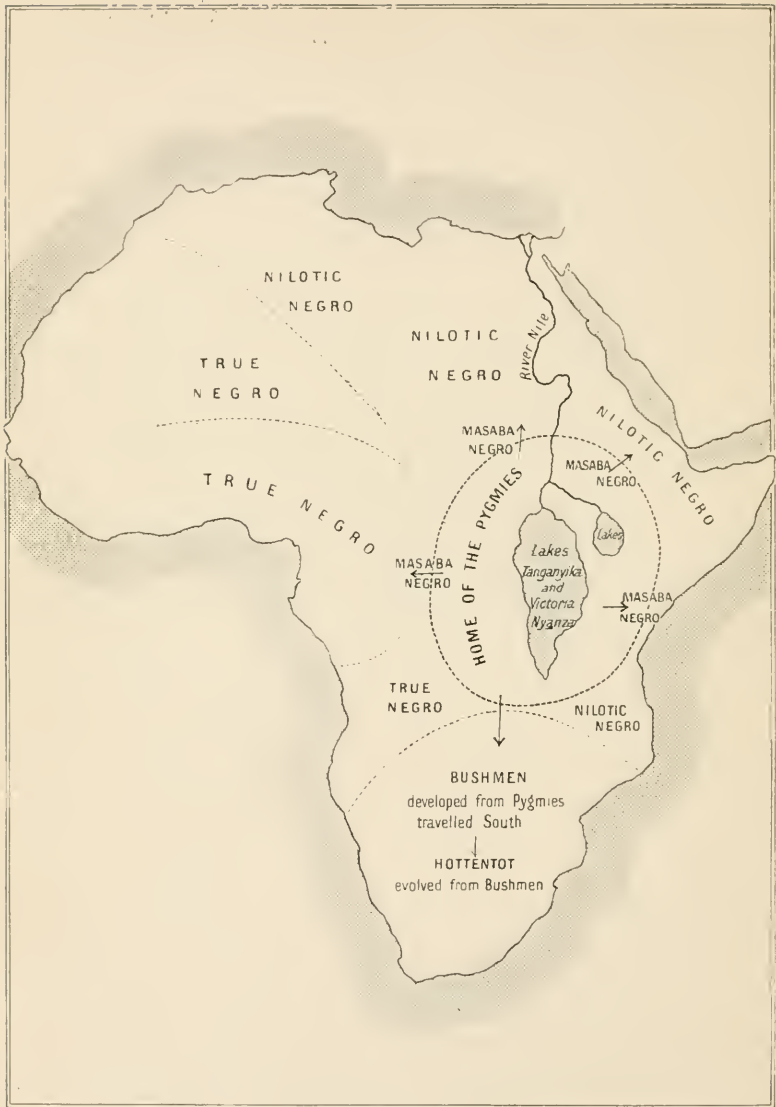 NILOTIC
NEGRO
TRUE
NEGRO
NILOTIC
NEGRO
River Nile
NILOTIC NEGRO
MASABA
NEGRO
MASABA
NEGRO
TRUE NEGRO
HOME OF THE PYGMIES
Lakes
Lakes
Tanganyika
and
Victoria
Nyanza
MASABA
NEGRO
MASABA
NEGRO
TRUE
NEGRO
NILOTIC
NEGRO
BUSHMEN
developed from Pygmies
travelled South
HOTTENTOT
evolved from Bushmen